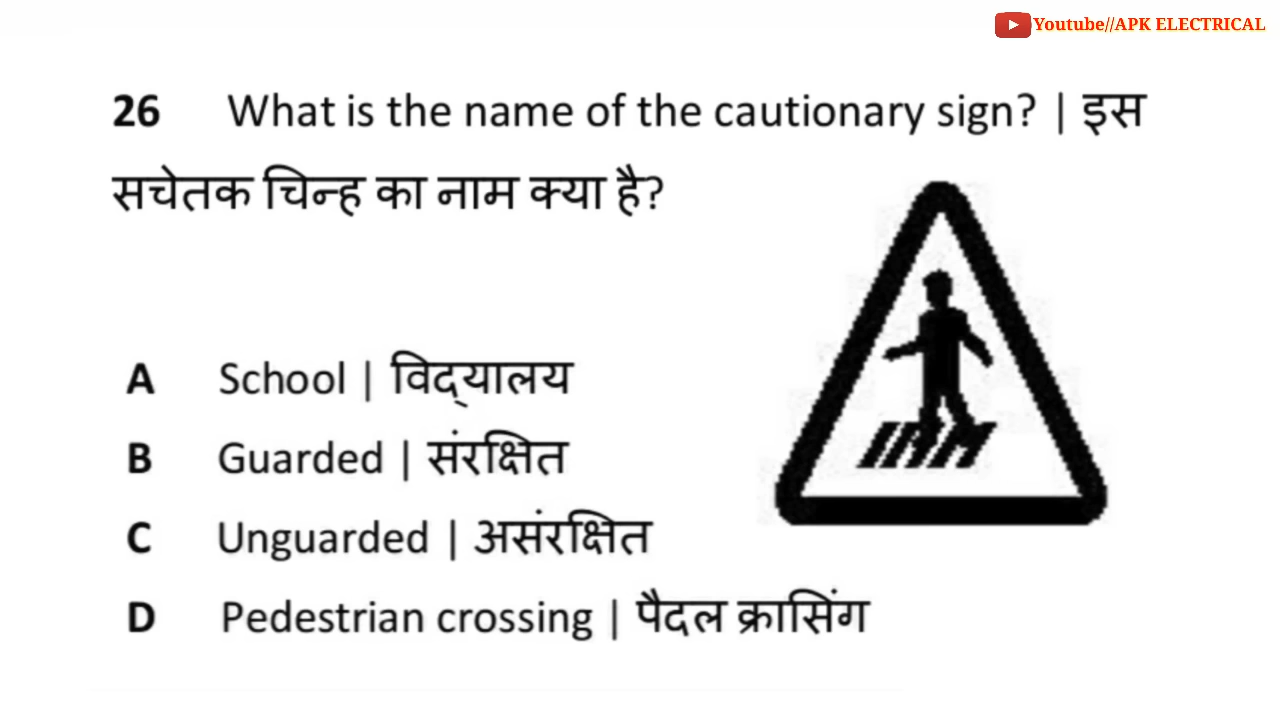 Youtube//APK ELECTRICAL
26 What is the name of the cautionary sign? | इस
सचेतक चिन्ह का नाम क्या है?
A School | विद्‌यालय
B Guarded | संरक्षित
C Unguarded | असंरक्षित
D Pedestrian crossing | पैदल क्रासिंग